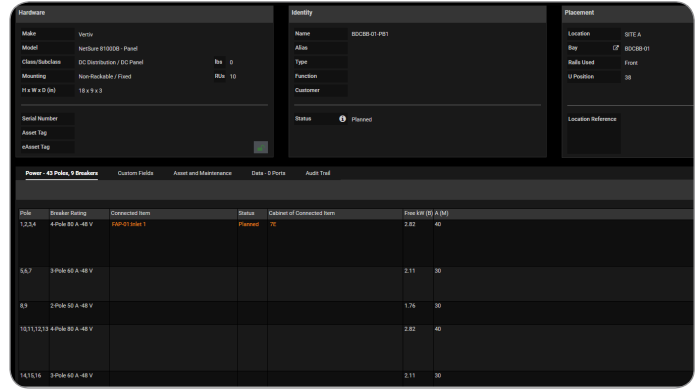 Hardware
Make Vertiv
Model NetSure 8100DB - Panel
Class/Subclass DC Distribution / DC Panel lbs 0
Mounting Non-Rackable / Fixed RUs 10
H x W x D (in) 18 x 9 x 3
Serial Number
Asset Tag
eAsset Tag
Identity
Name BDCBB-01-PB1
Alias
Type
Function
Customer
Status Planned
Placement
Location SITE A
Bay BDCBB-01
Rails Used Front
U Position 38
Location Reference
Power - 43 Poles, 9 Breakers Custom Fields Asset and Maintenance Data - 0 Ports Audit Trail
Pole Breaker Rating Connected Item Status Cabinet of Connected Item Free kW (B) A (M)
1,2,3,4 4-Pole 80 A -48 V FAP-01:Inlet 1 Planned 7E 2.82 40
5,6,7 3-Pole 60 A -48 V 2.11 30
8,9 2-Pole 50 A -48 V 1.76 30
10,11,12,13 4-Pole 80 A -48 V 2.82 40
14,15,16 3-Pole 60 A -48 V 2.11 30